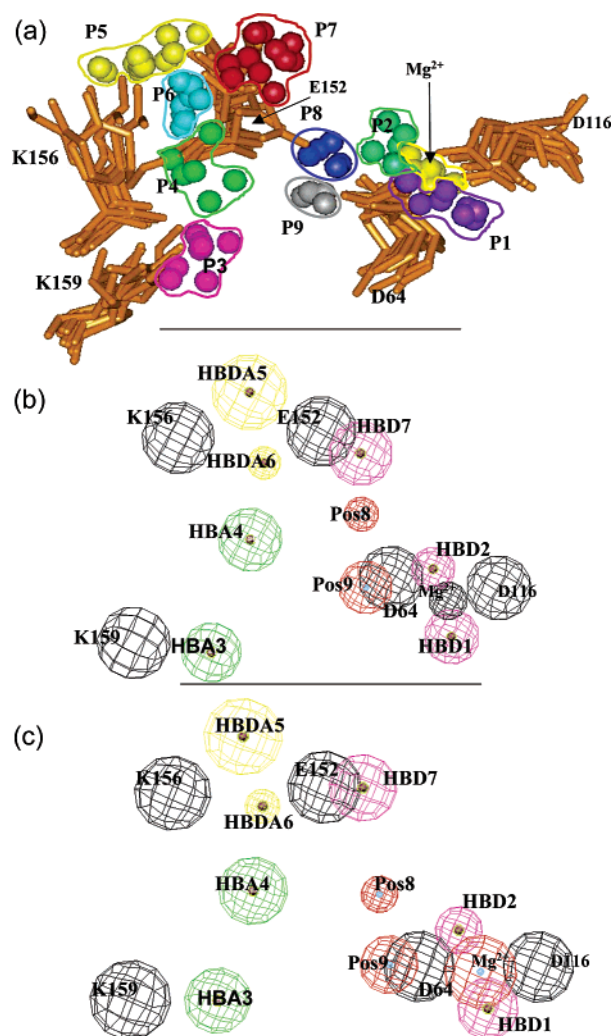 (a)
P5
P7
Mg2+
P6
E152
P8
P2
D116
K156
P4
P9
P1
P3
K159
D64
(b)
HBDA5
K156
E152
HBD7
HBDA6
Pos8
HBA4
HBD2
Pos9
Mg2+
D116
D64
K159
HBA3
HBD1
(c)
HBDA5
K156
E152
HBD7
HBDA6
HBA4
Pos8
HBD2
Pos9
Mg2+
D116
D64
K159
HBA3
HBD1